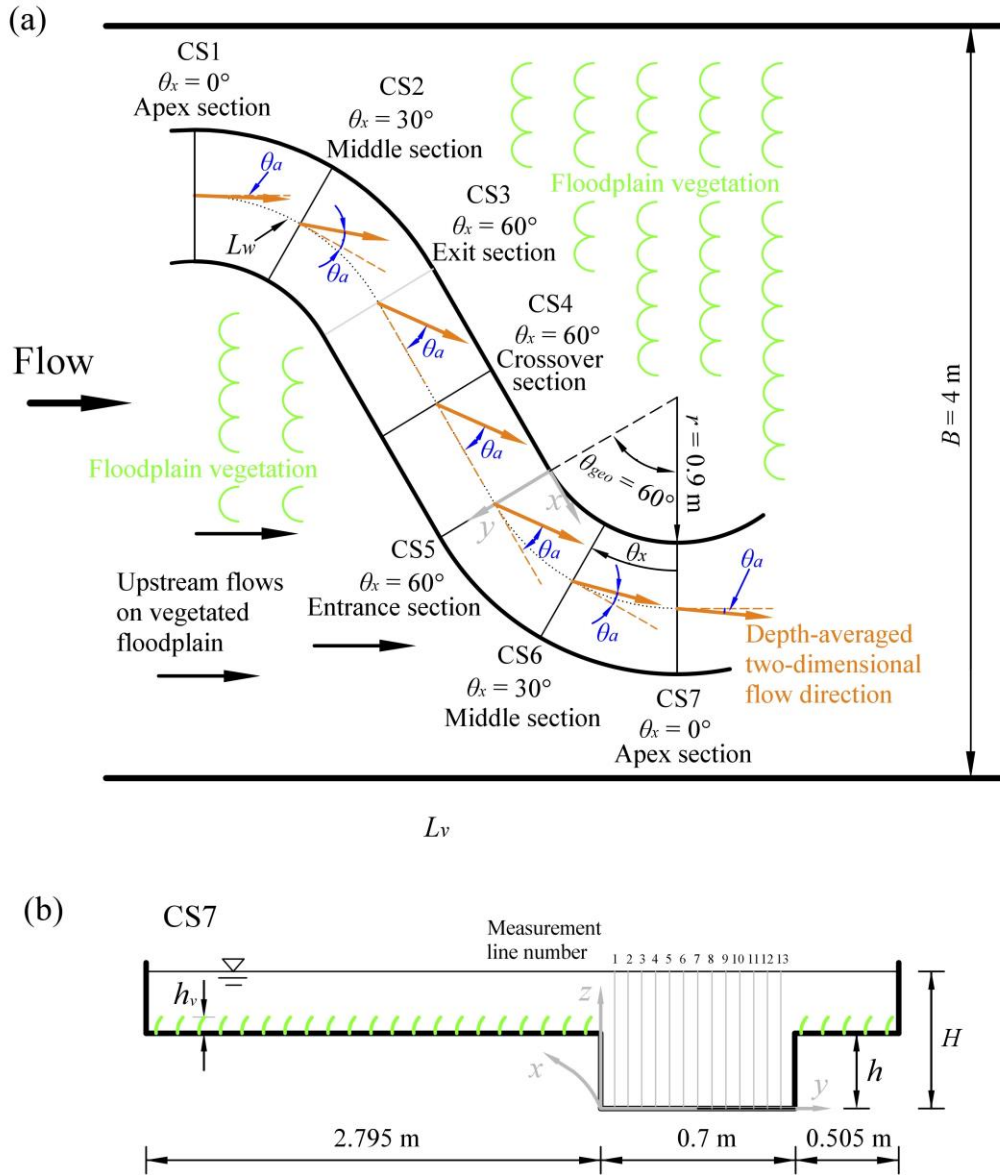 (a)
CS1
θx = 0°
Apex section
CS2
θx = 30°
Middle section
CS3
θx = 60°
Exit section
CS4
θx = 60°
Crossover
section
Floodplain vegetation
θa
Lw
θa
θa
θa
Flow
Floodplain vegetation
B = 4 m
r = 0.9 m
θgeo = 60°
x
y
θa
θx
θa
θa
CS5
θx = 60°
Entrance section
Upstream flows
on vegetated
floodplain
CS6
θx = 30°
Middle section
CS7
θx = 0°
Apex section
Depth-averaged
two-dimensional
flow direction
Lv
(b)
CS7
Measurement
line number
1 2 3 4 5 6 7 8 9 10 11 12 13
hv
z
x
y
h
H
2.795 m
0.7 m
0.505 m